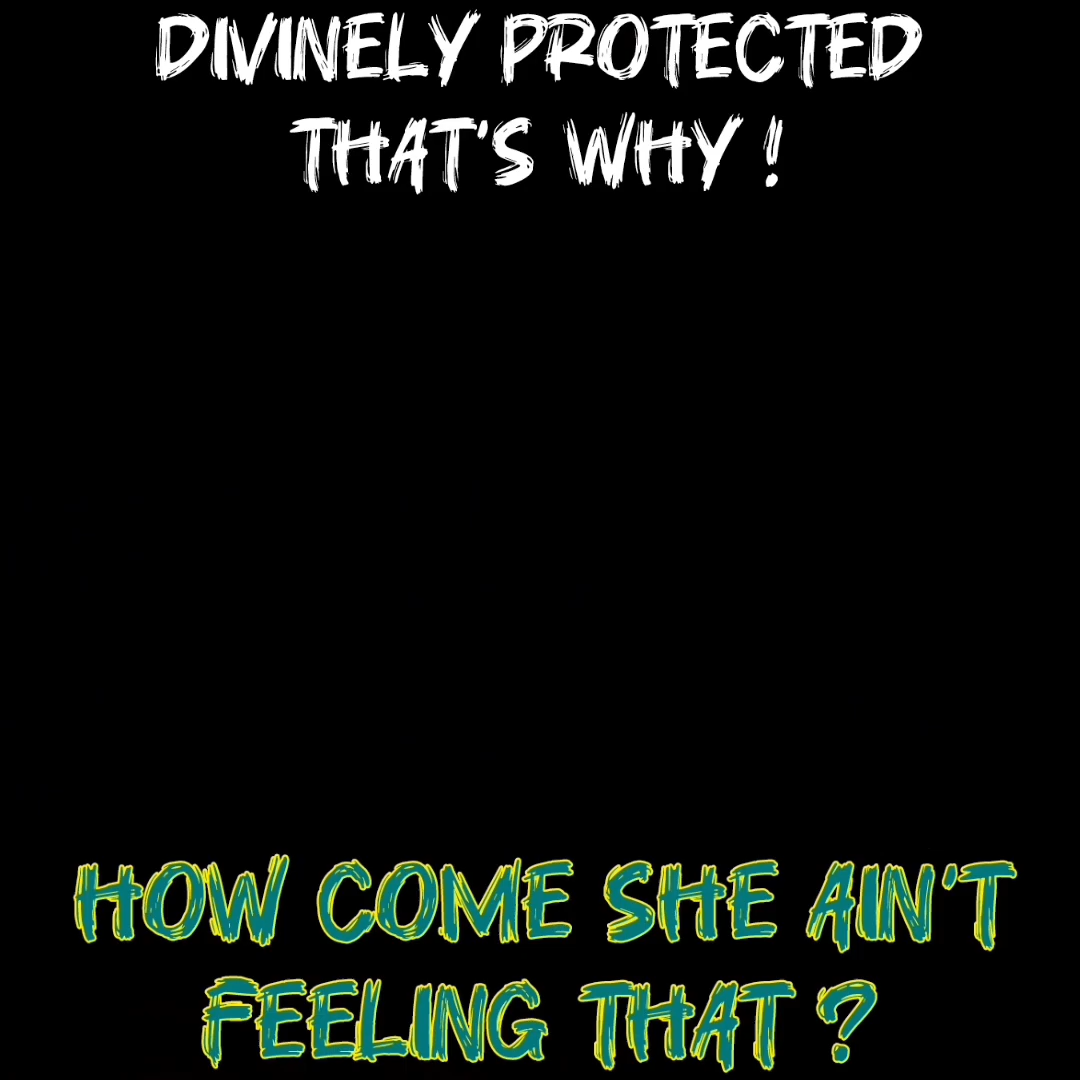 DIVINELY PROTECTED
THAT'S WHY !
HOW COME SHE AIN'T
FEELING THAT ?